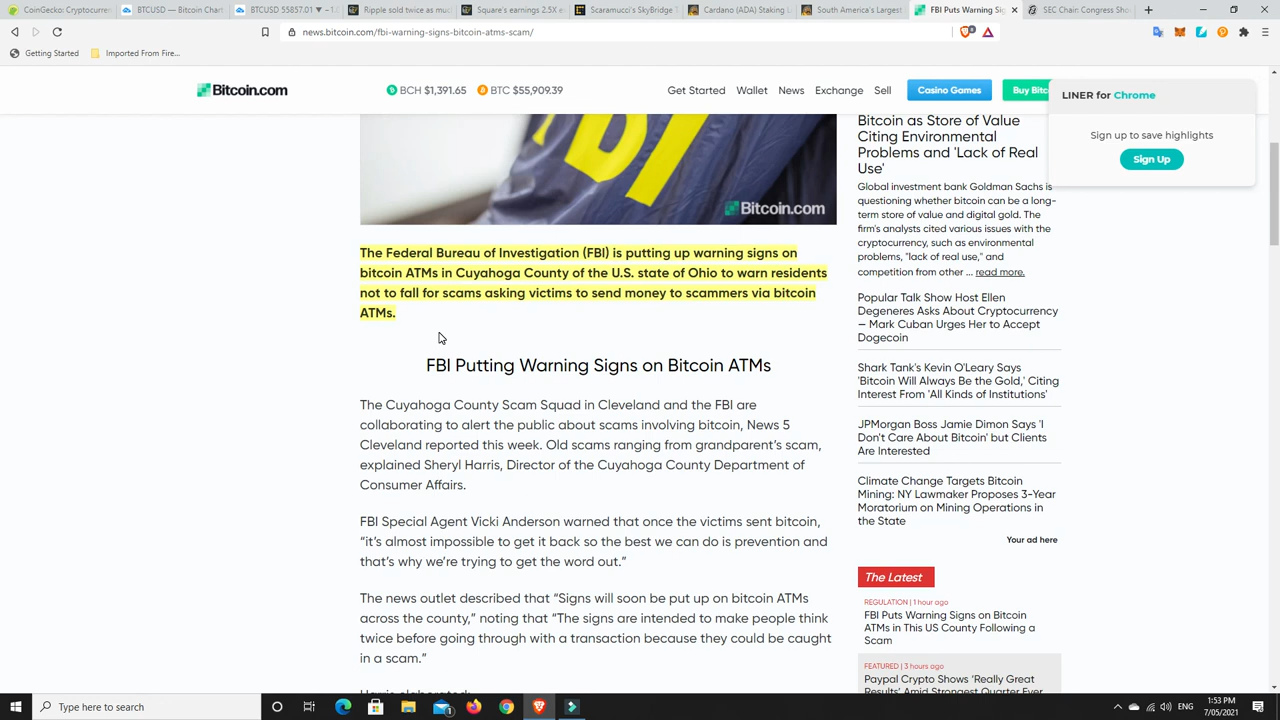 CoinGecko: Cryptocurren
BTCUSD — Bitcoin Chart
BTCUSD 55857.01 ▼ −1.
Ripple sold twice as muc
Square's earnings 2.5X e
Scaramucci's SkyBridge T
Cardano (ADA) Staking L
South America's Largest
FBI Puts Warning Sig
SEC Chain Congress Sho
news.bitcoin.com/fbi-warning-signs-bitcoin-atms-scam/
Getting Started
Imported From Fire...
Bitcoin.com
BCH $1,391.65
BTC $55,909.39
Get Started
Wallet
News
Exchange
Sell
Casino Games
Buy Bitc
LINER for Chrome
Sign up to save highlights
Sign Up
Bitcoin.com
The Federal Bureau of Investigation (FBI) is putting up warning signs on
bitcoin ATMs in Cuyahoga County of the U.S. state of Ohio to warn residents
not to fall for scams asking victims to send money to scammers via bitcoin
ATMs.
FBI Putting Warning Signs on Bitcoin ATMs
The Cuyahoga County Scam Squad in Cleveland and the FBI are
collaborating to alert the public about scams involving bitcoin, News 5
Cleveland reported this week. Old scams ranging from grandparent's scam,
explained Sheryl Harris, Director of the Cuyahoga County Department of
Consumer Affairs.
FBI Special Agent Vicki Anderson warned that once the victims sent bitcoin,
“it's almost impossible to get it back so the best we can do is prevention and
that's why we're trying to get the word out.”
The news outlet described that “Signs will soon be put up on bitcoin ATMs
across the county,” noting that “The signs are intended to make people think
twice before going through with a transaction because they could be caught
in a scam.”
Harris elaborated:
Bitcoin as Store of Value
Citing Environmental
Problems and 'Lack of Real
Use'
Global investment bank Goldman Sachs is
questioning whether bitcoin can be a long-
term store of value and digital gold. The
firm's analysts cited various issues with the
cryptocurrency, such as environmental
problems, "lack of real use," and
competition from other ... read more.
Popular Talk Show Host Ellen
Degeneres Asks About Cryptocurrency
— Mark Cuban Urges Her to Accept
Dogecoin
Shark Tank's Kevin O'Leary Says
'Bitcoin Will Always Be the Gold,' Citing
Interest From 'All Kinds of Institutions'
JPMorgan Boss Jamie Dimon Says 'I
Don't Care About Bitcoin' but Clients
Are Interested
Climate Change Targets Bitcoin
Mining: NY Lawmaker Proposes 3-Year
Moratorium on Mining Operations in
the State
Your ad here
The Latest
REGULATION | 1 hour ago
FBI Puts Warning Signs on Bitcoin
ATMs in This US County Following a
Scam
FEATURED | 3 hours ago
Paypal Crypto Shows 'Really Great
Results' Amid Strongest Quarter Ever
Type here to search
ENG
1:53 PM
7/05/2021